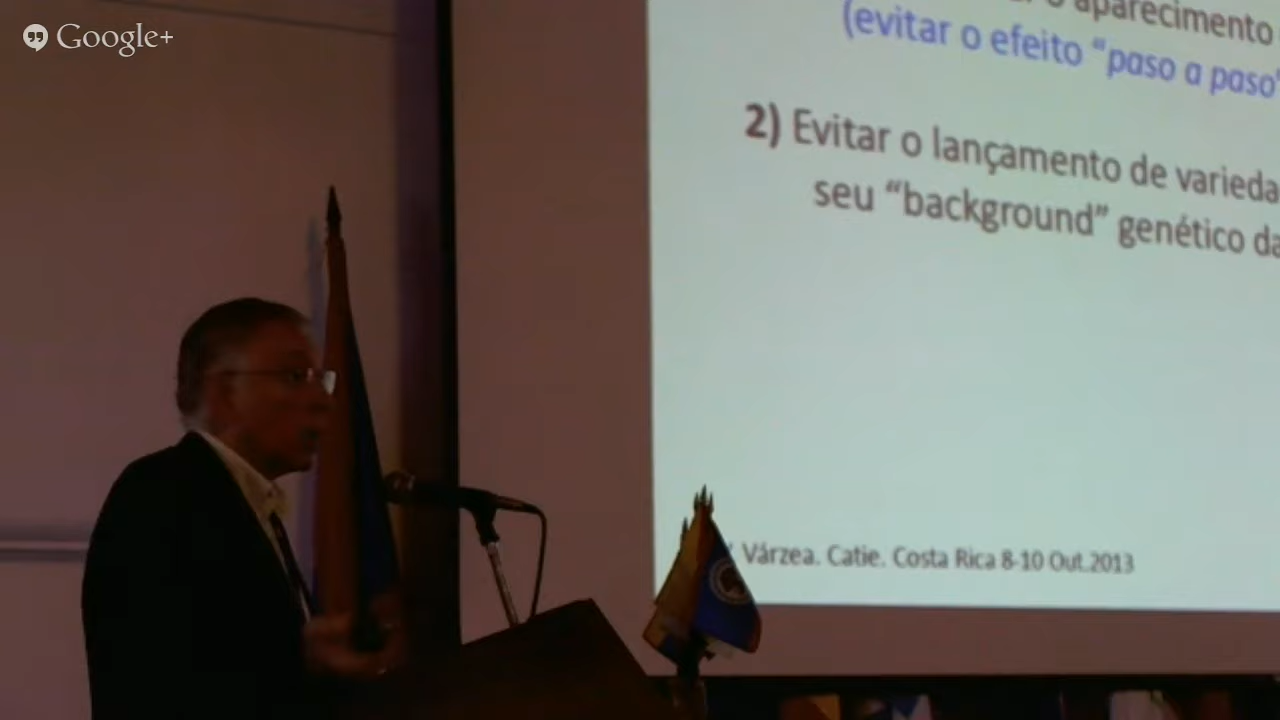 Google+
o aparecimento
(evitar o efeito “paso a paso”
2) Evitar o lançamento de varieda
seu “background” genético da
Várzea. Catie. Costa Rica 8-10 Out.2013